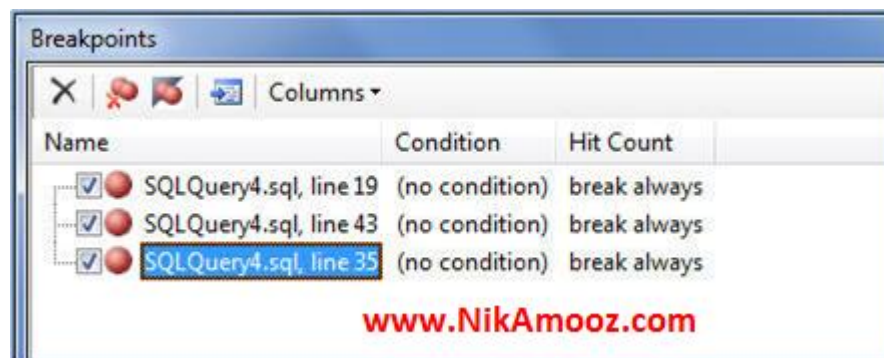 Breakpoints
Columns
Name Condition Hit Count
SQLQuery4.sql, line 19 (no condition) break always
SQLQuery4.sql, line 43 (no condition) break always
SQLQuery4.sql, line 35 (no condition) break always
www.NikAmooz.com